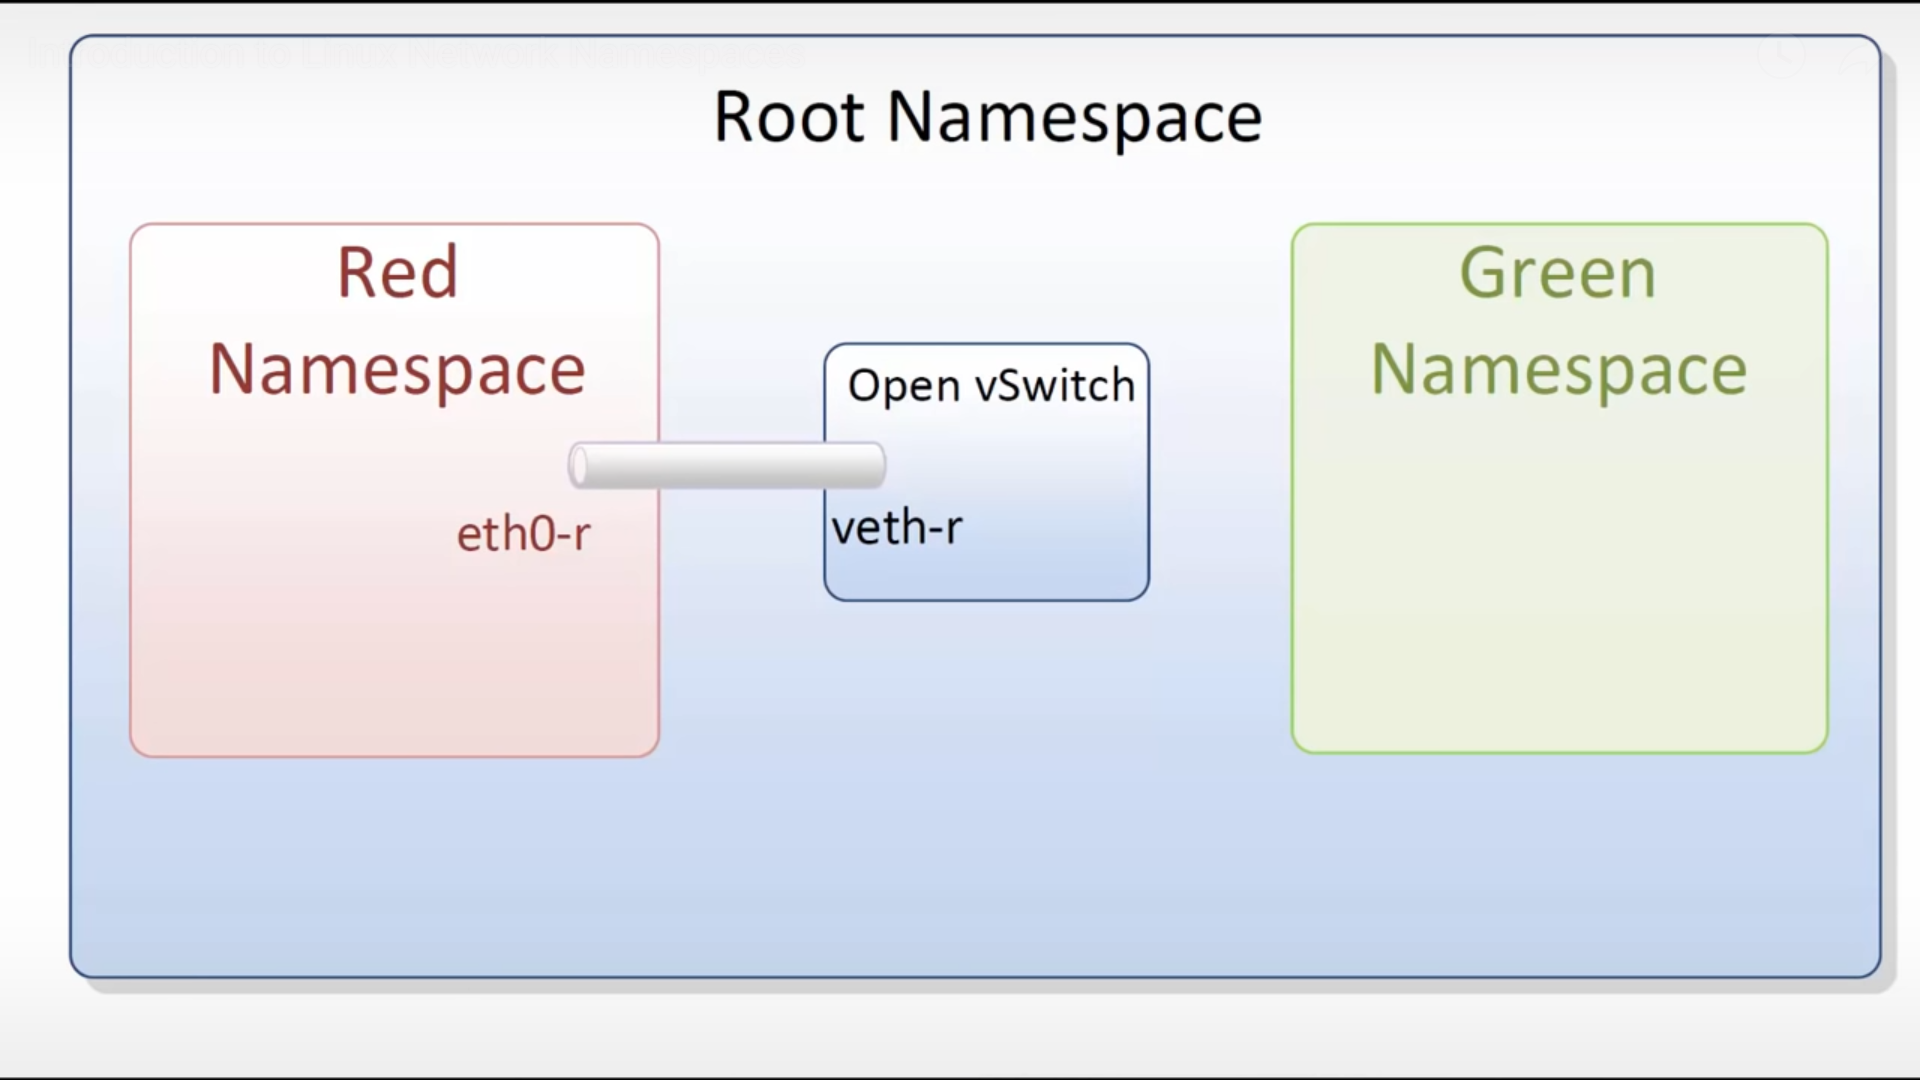 Introduction to Linux Network Namespaces
Root Namespace
Red
Namespace
Green
Namespace
Open vSwitch
eth0-r
veth-r